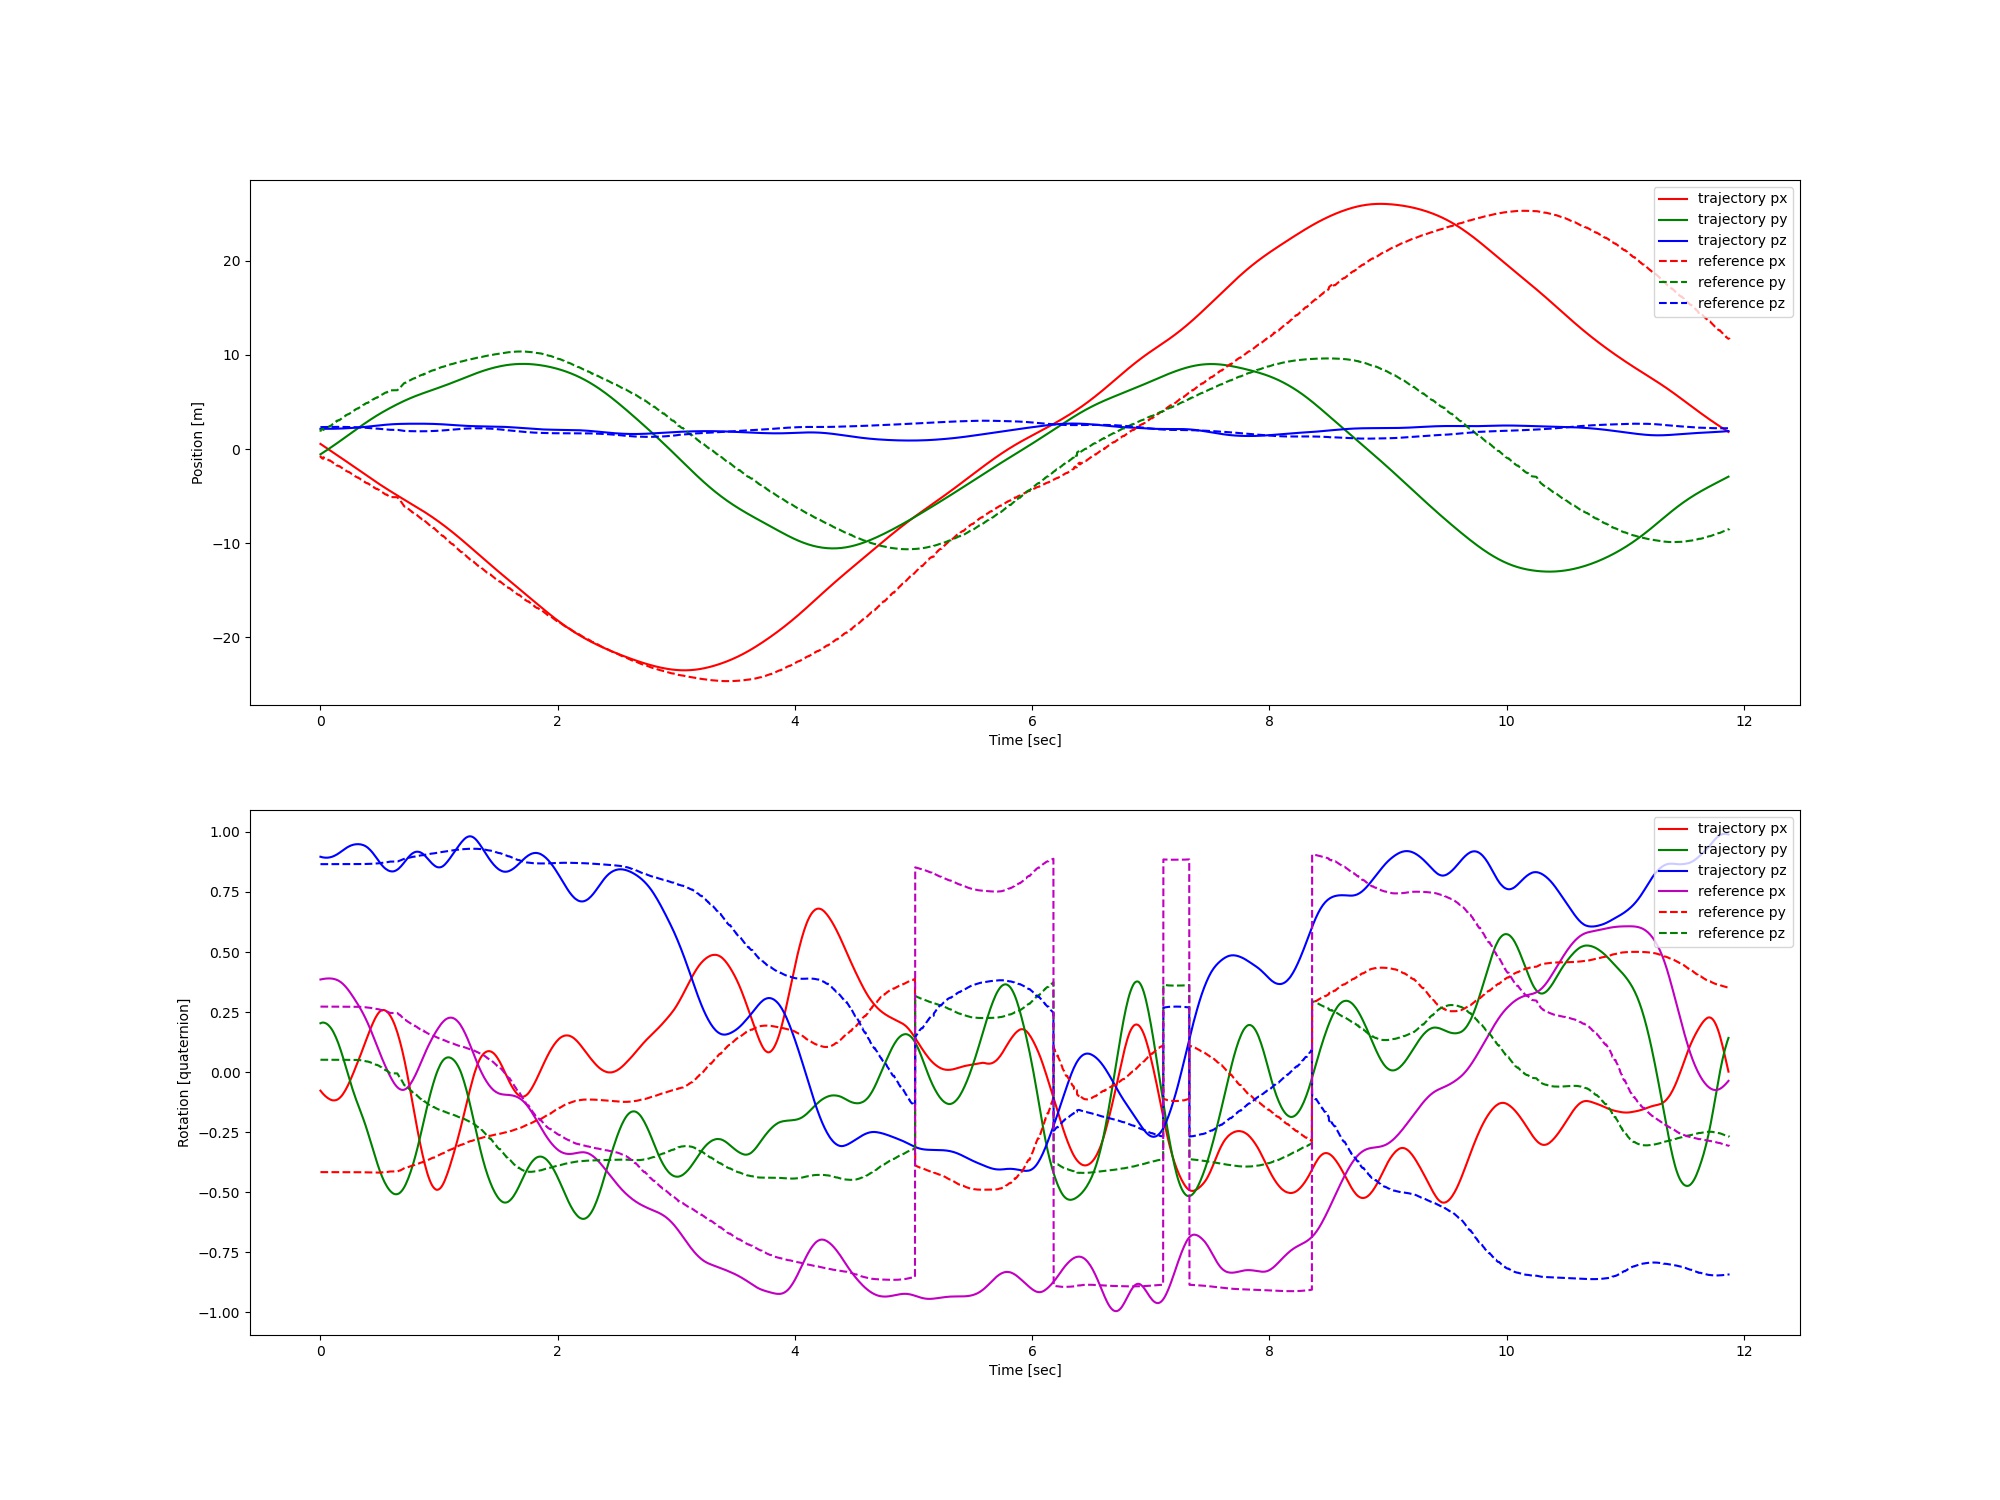 20
10
0
−10
−20
Position [m]
trajectory px
trajectory py
trajectory pz
reference px
reference py
reference pz
0 2 4 6 8 10 12
Time [sec]
1.00
0.75
0.50
0.25
0.00
−0.25
−0.50
−0.75
−1.00
Rotation [quaternion]
trajectory px
trajectory py
trajectory pz
reference px
reference py
reference pz
0 2 4 6 8 10 12
Time [sec]